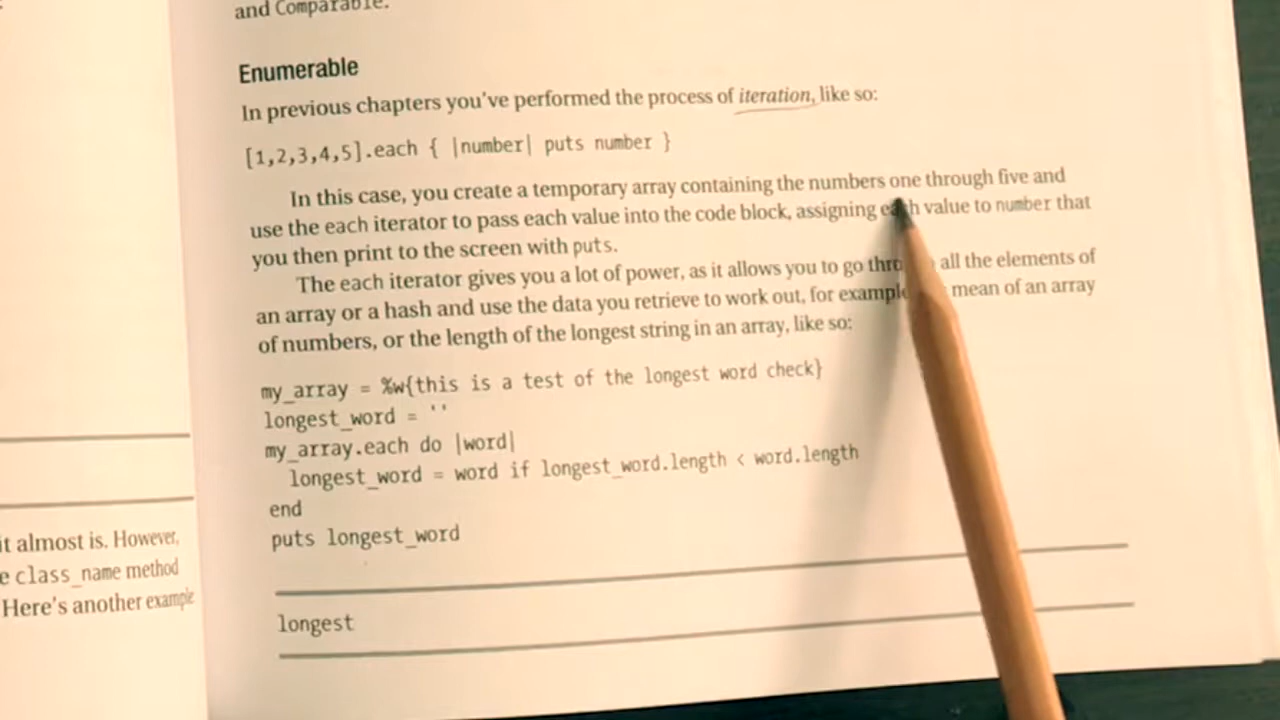 it almost is. However,
e class_name method
Here's another example
and Comparable.
Enumerable
In previous chapters you've performed the process of iteration, like so:
[1,2,3,4,5].each { |number| puts number }
In this case, you create a temporary array containing the numbers one through five and
use the each iterator to pass each value into the code block, assigning each value to number that
you then print to the screen with puts.
The each iterator gives you a lot of power, as it allows you to go through all the elements of
an array or a hash and use the data you retrieve to work out, for example, mean of an array
of numbers, or the length of the longest string in an array, like so:
my_array = %w{this is a test of the longest word check}
longest_word = ''
my_array.each do |word|
longest_word = word if longest_word.length < word.length
end
puts longest_word
longest